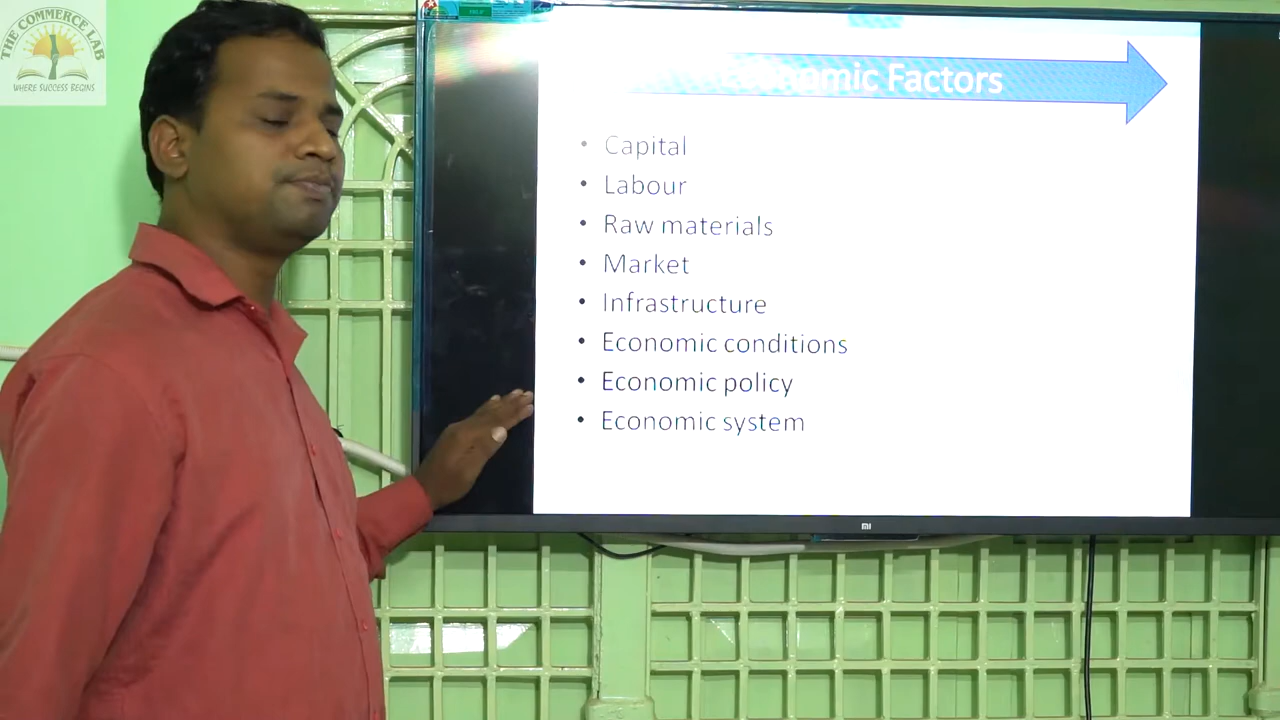 THE COMMERCE LAB
WHERE SUCCESS BEGINS
Factors
• Capital
• Labour
• Raw materials
• Market
• Infrastructure
• Economic conditions
• Economic policy
• Economic system
mi